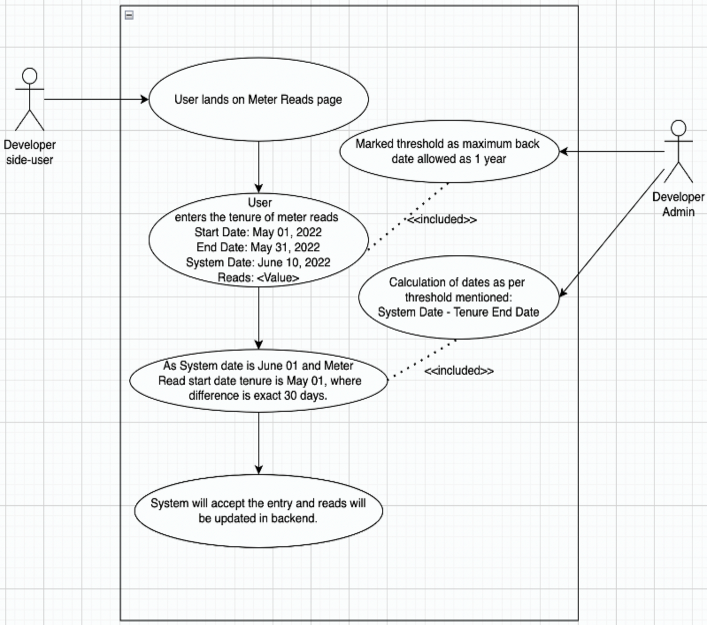 User lands on Meter Reads page
Developer
side-user
Marked threshold as maximum back
date allowed as 1 year
Developer
Admin
User
enters the tenure of meter reads
Start Date: May 01, 2022
End Date: May 31, 2022
System Date: June 10, 2022
Reads: <Value>
<<included>>
Calculation of dates as per
threshold mentioned:
System Date - Tenure End Date
As System date is June 01 and Meter
Read start date tenure is May 01, where
difference is exact 30 days.
<<included>>
System will accept the entry and reads will
be updated in backend.